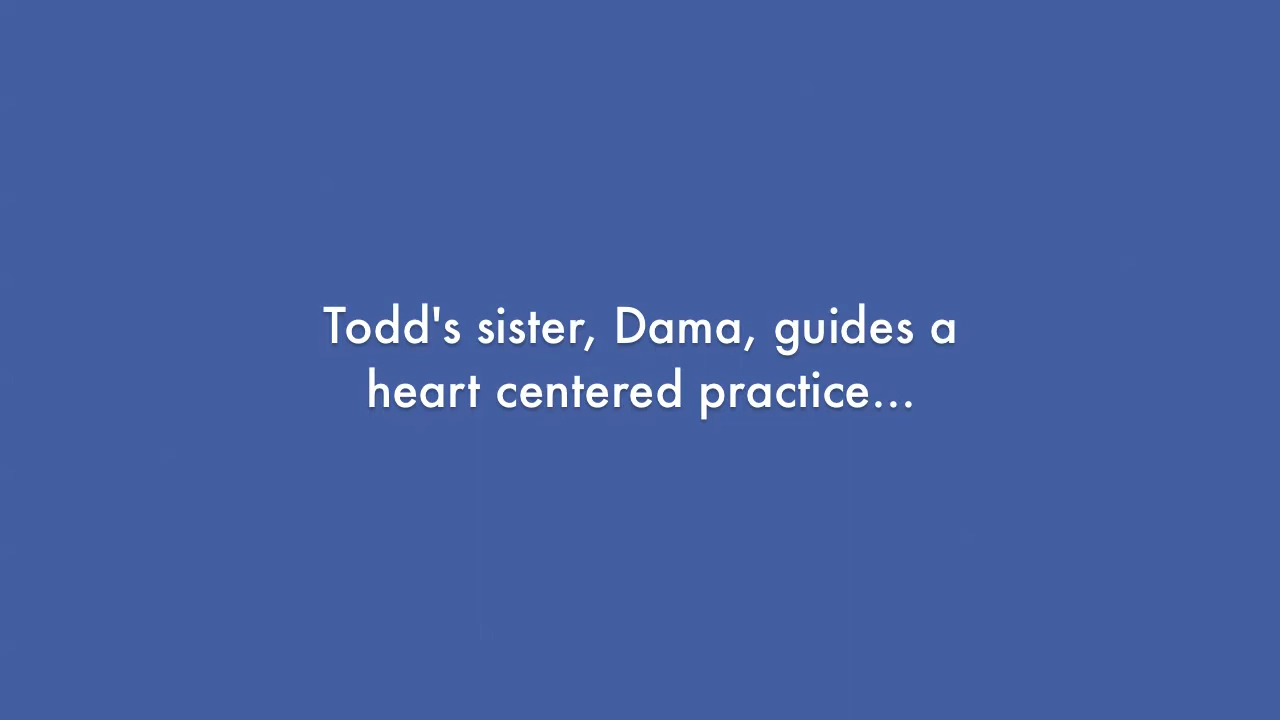 Todd's sister, Dama, guides a
heart centered practice...